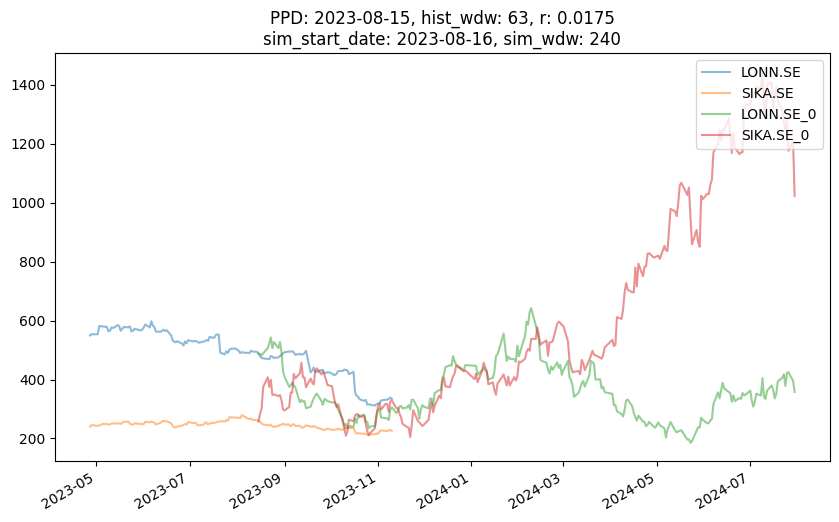 PPD: 2023-08-15, hist_wdw: 63, r: 0.0175
sim_start_date: 2023-08-16, sim_wdw: 240
LONN.SE
SIKA.SE
LONN.SE_0
SIKA.SE_0
1400
1200
1000
800
600
400
200
2023-05
2023-07
2023-09
2023-11
2024-01
2024-03
2024-05
2024-07